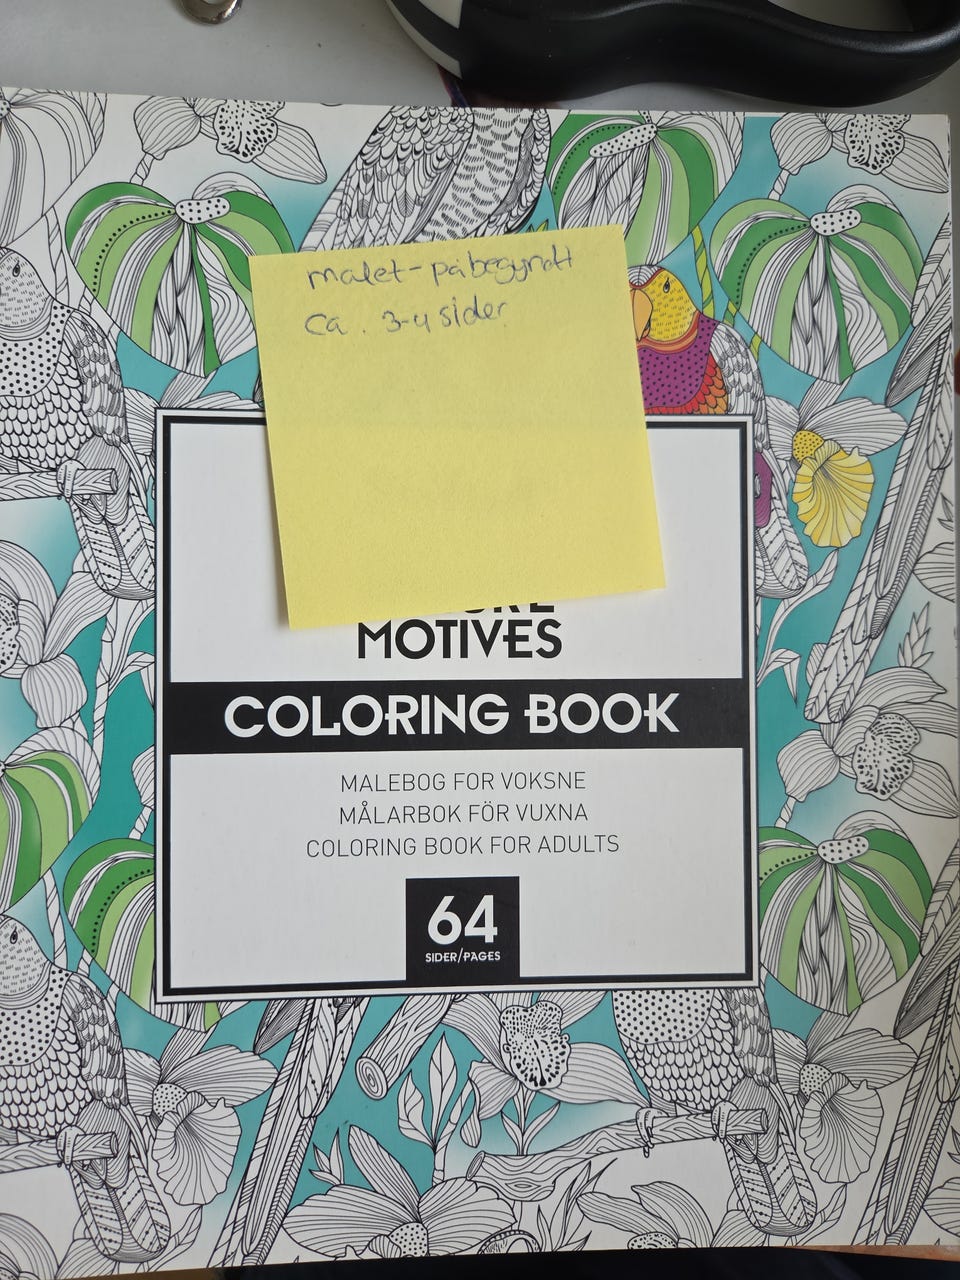 malet - påbegyndt
ca. 3-4 sider
MOTIVES
COLORING BOOK
MALEBOG FOR VOKSNE
MÅLARBOK FÖR VUXNA
COLORING BOOK FOR ADULTS
64
SIDER/PAGES